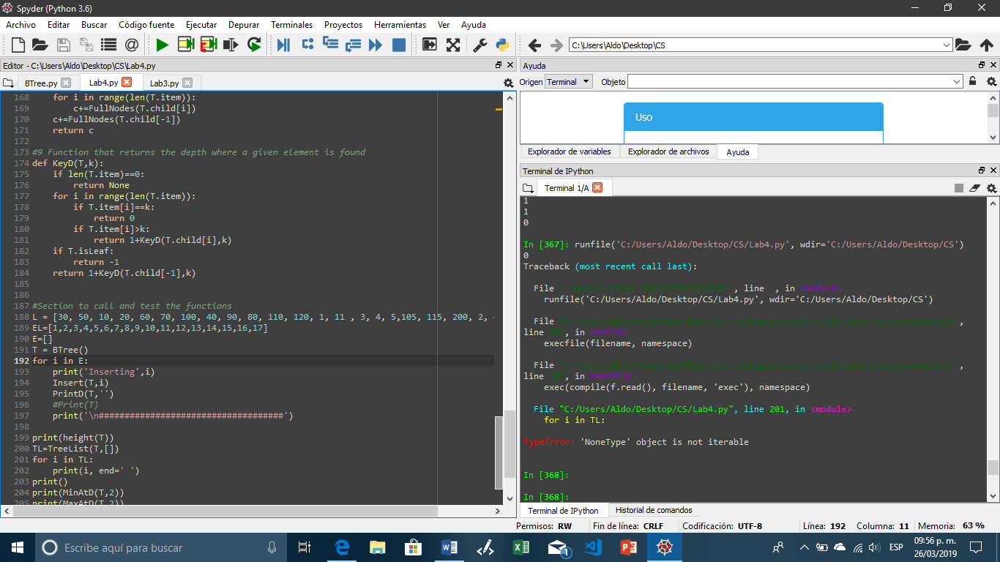 Spyder (Python 3.6)
Archivo Editar Buscar Código fuente Ejecutar Depurar Terminales Proyectos Herramientas Ver Ayuda
C:\Users\Aldo\Desktop\CS
Editor - C:\Users\Aldo\Desktop\CS\Lab4.py
BTree.py Lab4.py Lab3.py
168 for i in range(len(T.item)):
169 c+=FullNodes(T.child[i])
170 c+=FullNodes(T.child[-1])
171 return c
172
173 #9 Function that returns the depth where a given element is found
174 def KeyD(T,k):
175 if len(T.item)==0:
176 return None
177 for i in range(len(T.item)):
178 if T.item[i]==k:
179 return 0
180 if T.item[i]>k:
181 return 1+KeyD(T.child[i],k)
182 if T.isLeaf:
183 return -1
184 return 1+KeyD(T.child[-1],k)
185
186
187 #Section to call and test the functions
188 L = [30, 50, 10, 20, 60, 70, 100, 40, 90, 80, 110, 120, 1, 11 , 3, 4, 5,105, 115, 200, 2,
189 EL=[1,2,3,4,5,6,7,8,9,10,11,12,13,14,15,16,17]
190 E=[]
191 T = BTree()
192 for i in E:
193 print('Inserting',i)
194 Insert(T,i)
195 PrintD(T,'')
196 #Print(T)
197 print('\n####################################')
198
199 print(height(T))
200 TL=TreeList(T,[])
201 for i in TL:
202 print(i, end=' ')
203 print()
204 print(MinAtD(T,2))
205 print(MaxAtD(T,2))
Ayuda
Origen Terminal Objeto
Uso
Explorador de variables Explorador de archivos Ayuda
Terminal de IPython
Terminal 1/A
1
1
0
In [367]: runfile('C:/Users/Aldo/Desktop/CS/Lab4.py', wdir='C:/Users/Aldo/Desktop/CS')
0
Traceback (most recent call last):
File , line , in <module>
runfile('C:/Users/Aldo/Desktop/CS/Lab4.py', wdir='C:/Users/Aldo/Desktop/CS')
File ,
line , in runfile
execfile(filename, namespace)
File ,
line , in execfile
exec(compile(f.read(), filename, 'exec'), namespace)
File "C:/Users/Aldo/Desktop/CS/Lab4.py", line 201, in <module>
for i in TL:
TypeError: 'NoneType' object is not iterable
In [368]:
In [368]:
Terminal de IPython Historial de comandos
Permisos: RW Fin de línea: CRLF Codificación: UTF-8 Línea: 192 Columna: 11 Memoria: 63 %
Escribe aquí para buscar
1
ESP
09:56 p. m.
26/03/2019